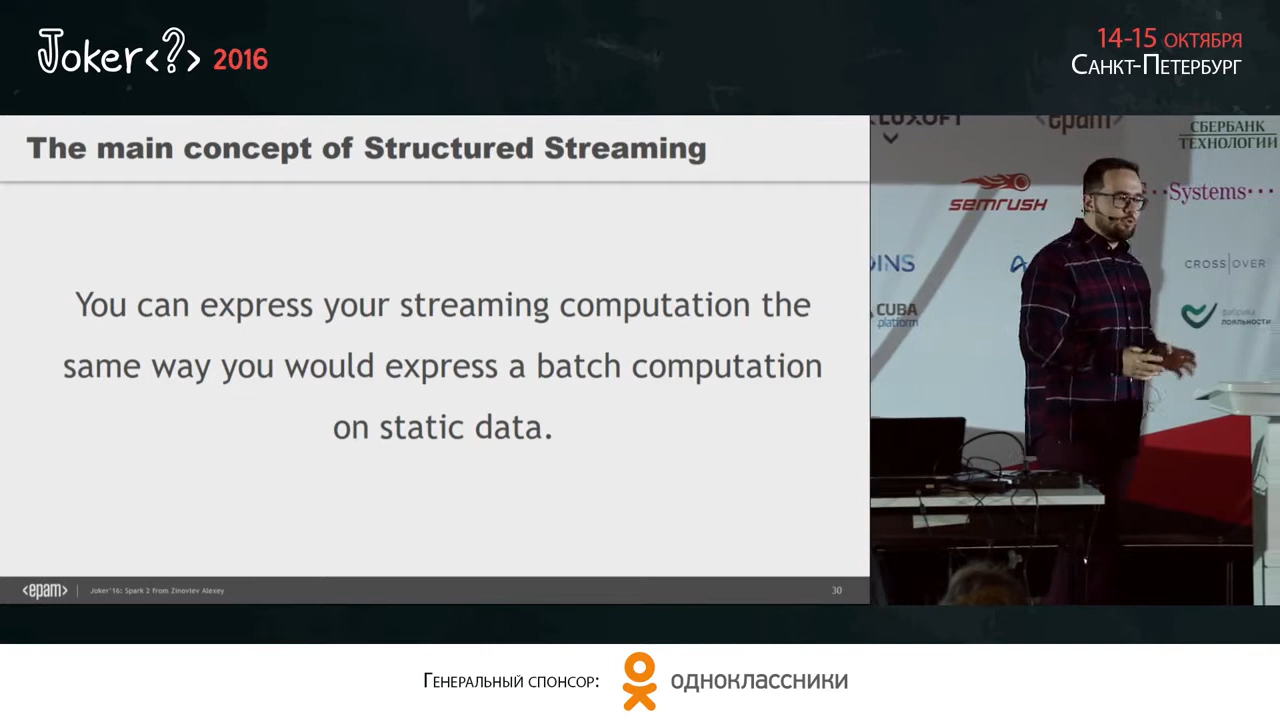 Joker<?> 2016
14-15 октября
Санкт-Петербург
The main concept of Structured Streaming
You can express your streaming computation the
same way you would express a batch computation
on static data.
<epam>
Joker'16: Spark 2 from Zinoviev Alexey
30
LUXOFT
<epam>
СБЕРБАНК
ТЕХНОЛОГИИ
semrush
Systems
CROSS OVER
CUBA
.platform
фабрика
лояльности
Генеральный спонсор:
одноклассники